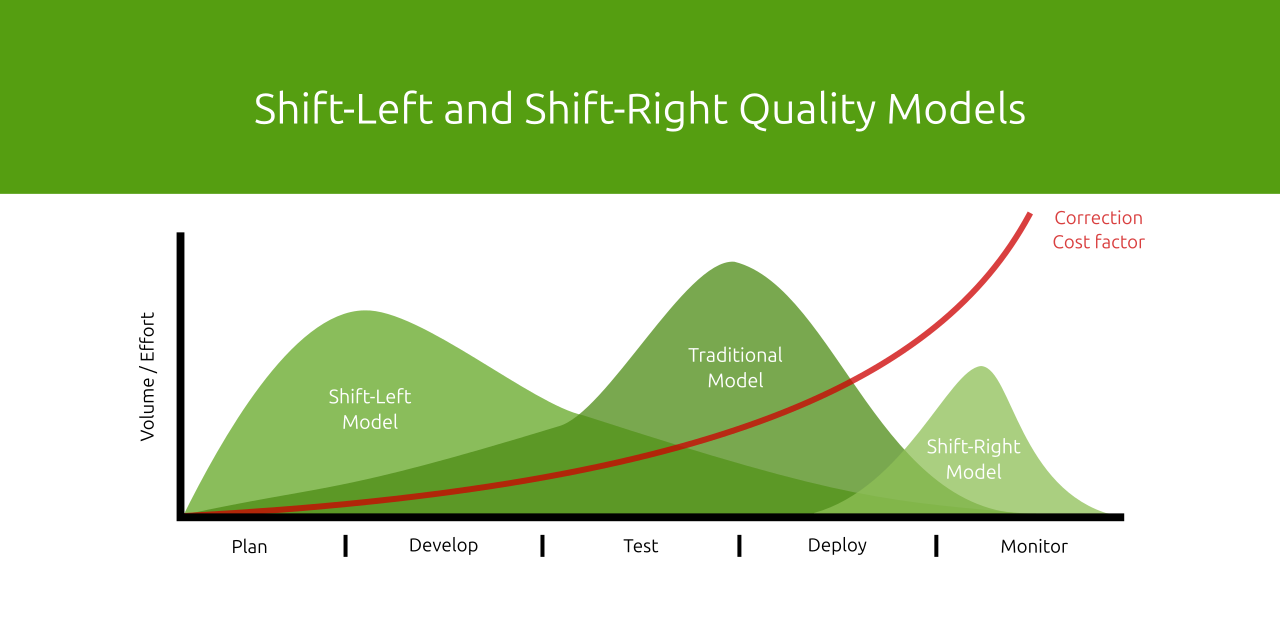 Shift-Left and Shift-Right Quality Models
Correction
Cost factor
Volume / Effort
Traditional
Model
Shift-Left
Model
Shift-Right
Model
Plan
Develop
Test
Deploy
Monitor